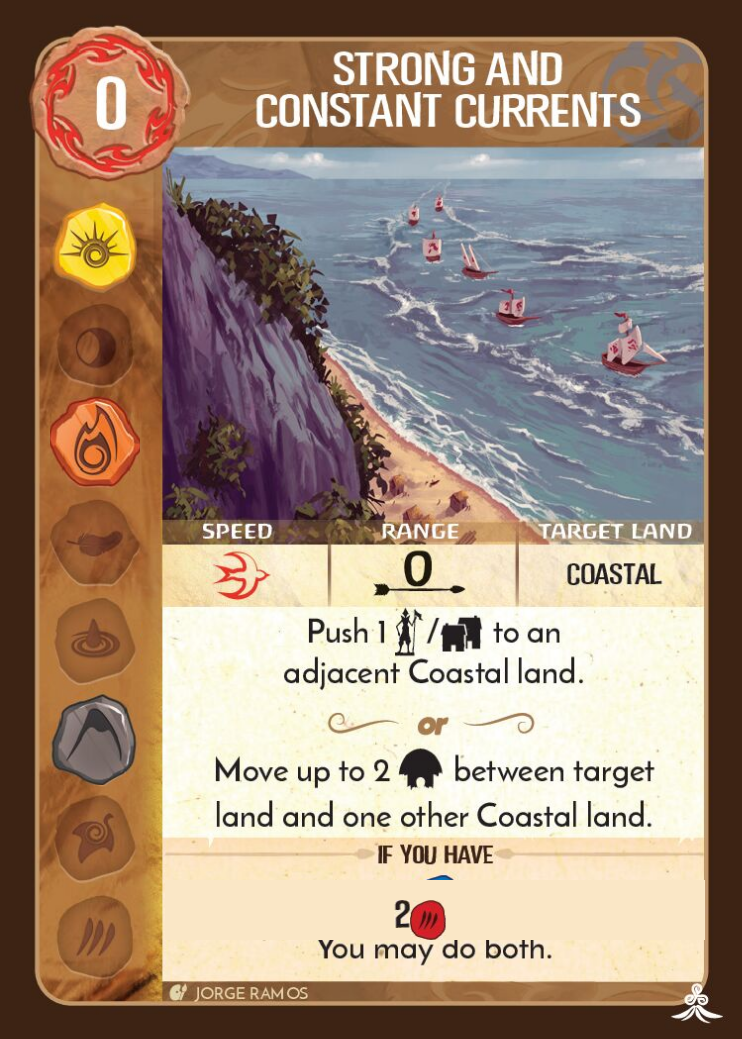 0
STRONG AND
CONSTANT CURRENTS
SPEED RANGE TARGET LAND
0 COASTAL
Push 1 / to an
adjacent Coastal land.
or
Move up to 2 between target
land and one other Coastal land.
IF YOU HAVE
2
You may do both.
JORGE RAMOS